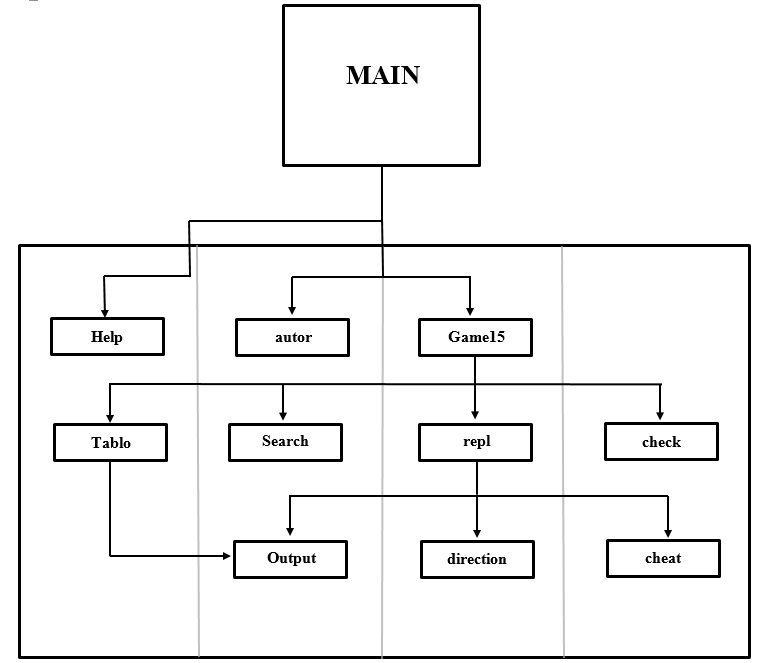 MAIN
Help
autor
Game15
Tablo
Search
repl
check
Output
direction
cheat